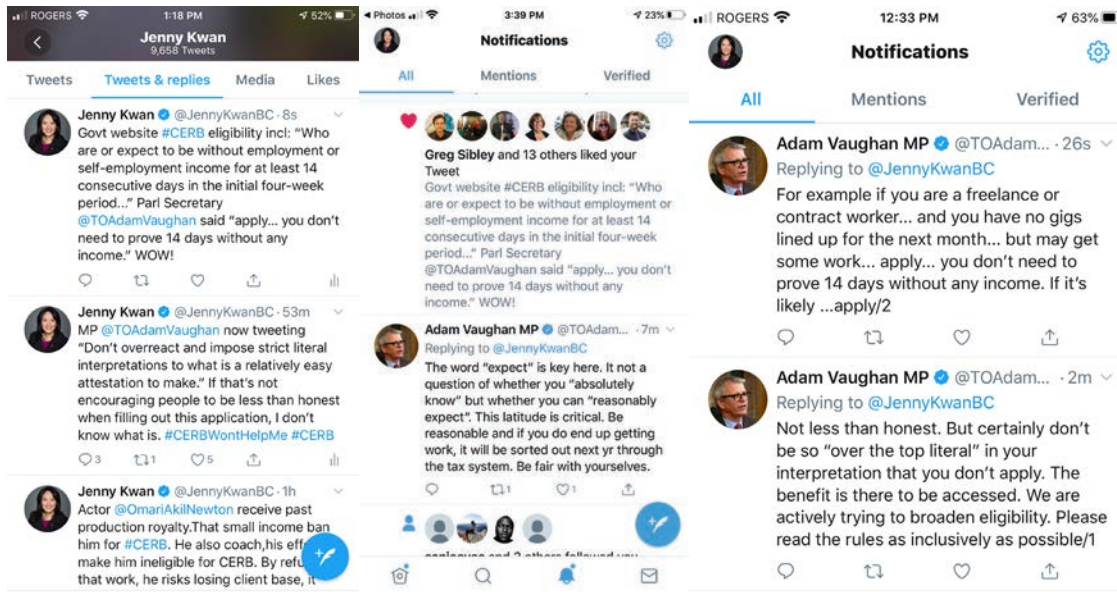 ROGERS 1:18 PM 52%
Jenny Kwan
9,658 Tweets
Tweets Tweets & replies Media Likes
Jenny Kwan @JennyKwanBC · 8s
Govt website #CERB eligibility incl: “Who
are or expect to be without employment or
self-employment income for at least 14
consecutive days in the initial four-week
period...” Parl Secretary
@TOAdamVaughan said “apply... you don’t
need to prove 14 days without any
income.” WOW!
Jenny Kwan @JennyKwanBC · 53m
MP @TOAdamVaughan now tweeting
“Don’t overreact and impose strict literal
interpretations to what is a relatively easy
attestation to make.” If that’s not
encouraging people to be less than honest
when filling out this application, I don’t
know what is. #CERBWontHelpMe #CERB
3 1 5
Jenny Kwan @JennyKwanBC · 1h
Actor @OmariAkilNewton receive past
production royalty.That small income ban
him for #CERB. He also coach,his eff
make him ineligible for CERB. By refu
that work, he risks losing client base, it
Photos 3:39 PM 23%
Notifications
All Mentions Verified
Greg Sibley and 13 others liked your
Tweet
Govt website #CERB eligibility incl: “Who
are or expect to be without employment or
self-employment income for at least 14
consecutive days in the initial four-week
period...” Parl Secretary
@TOAdamVaughan said “apply... you don’t
need to prove 14 days without any
income.” WOW!
Adam Vaughan MP @TOAdam... · 7m
Replying to @JennyKwanBC
The word “expect” is key here. It not a
question of whether you “absolutely
know” but whether you can “reasonably
expect”. This latitude is critical. Be
reasonable and if you do end up getting
work, it will be sorted out next yr through
the tax system. Be fair with yourselves.
1 1
and 2 others followed you
ROGERS 12:33 PM 63%
Notifications
All Mentions Verified
Adam Vaughan MP @TOAdam... · 26s
Replying to @JennyKwanBC
For example if you are a freelance or
contract worker... and you have no gigs
lined up for the next month... but may get
some work... apply... you don’t need to
prove 14 days without any income. If it’s
likely ...apply/2
Adam Vaughan MP @TOAdam... · 2m
Replying to @JennyKwanBC
Not less than honest. But certainly don’t
be so “over the top literal” in your
interpretation that you don’t apply. The
benefit is there to be accessed. We are
actively trying to broaden eligibility. Please
read the rules as inclusively as possible/1